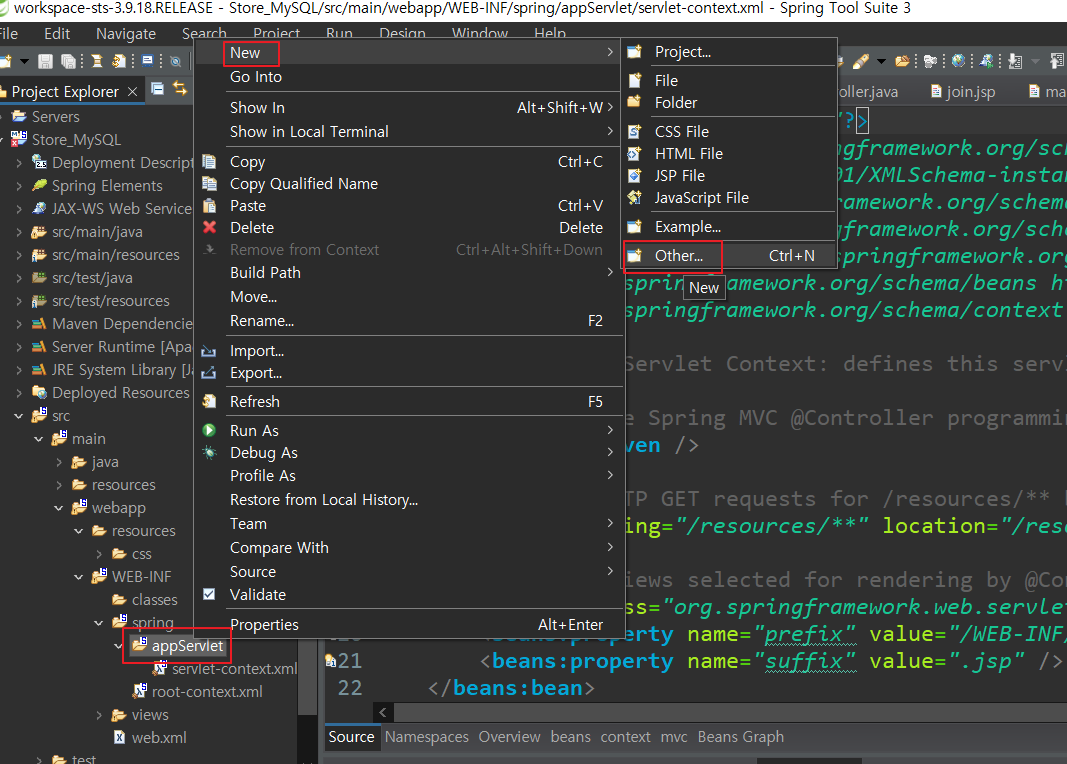 workspace-sts-3.9.18.RELEASE - Store_MySQL/src/main/webapp/WEB-INF/spring/appServlet/servlet-context.xml - Spring Tool Suite 3
File Edit Navigate Search Project Run Design Window Help
Project Explorer
Servers
Store_MySQL
Deployment Descript
Spring Elements
JAX-WS Web Service
src/main/java
src/main/resources
src/test/java
src/test/resources
Maven Dependencie
Server Runtime [Apa
JRE System Library [Ja
Deployed Resources
src
main
java
resources
webapp
resources
css
WEB-INF
classes
spring
appServlet
servlet-context.xml
root-context.xml
views
web.xml
test
New
Go Into
Show In Alt+Shift+W
Show in Local Terminal
Copy Ctrl+C
Copy Qualified Name
Paste Ctrl+V
Delete Delete
Remove from Context Ctrl+Alt+Shift+Down
Build Path
Move...
Rename... F2
Import...
Export...
Refresh F5
Run As
Debug As
Profile As
Restore from Local History...
Team
Compare With
Source
Validate
Properties Alt+Enter
Project...
File
Folder
CSS File
HTML File
JSP File
JavaScript File
Example...
Other... Ctrl+N
New
oller.java join.jsp ma
"?>
gframework.org/sch
01/XMLSchema-instan
ramework.org/schema
gframework.org/sche
springframework.org
springframework.org/schema/beans ht
springframework.org/schema/context
Servlet Context: defines this servl
e Spring MVC @Controller programmin
ven />
TP GET requests for /resources/** b
ing="/resources/**" location="/reso
iews selected for rendering by @Con
ss="org.springframework.web.servlet
property name="prefix" value="/WEB-INF/
21 <beans:property name="suffix" value=".jsp" />
22 </beans:bean>
Source Namespaces Overview beans context mvc Beans Graph